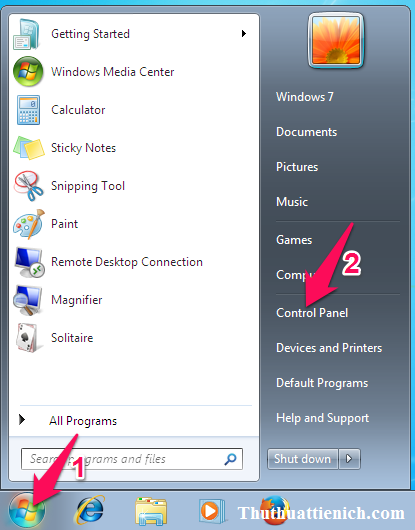 Getting Started
Windows Media Center
Calculator
Sticky Notes
Snipping Tool
Paint
Remote Desktop Connection
Magnifier
Solitaire
All Programs
Search programs and files
Windows 7
Documents
Pictures
Music
Games
Control Panel
Devices and Printers
Default Programs
Help and Support
Shut down
1
2
Thuthuattienich.com